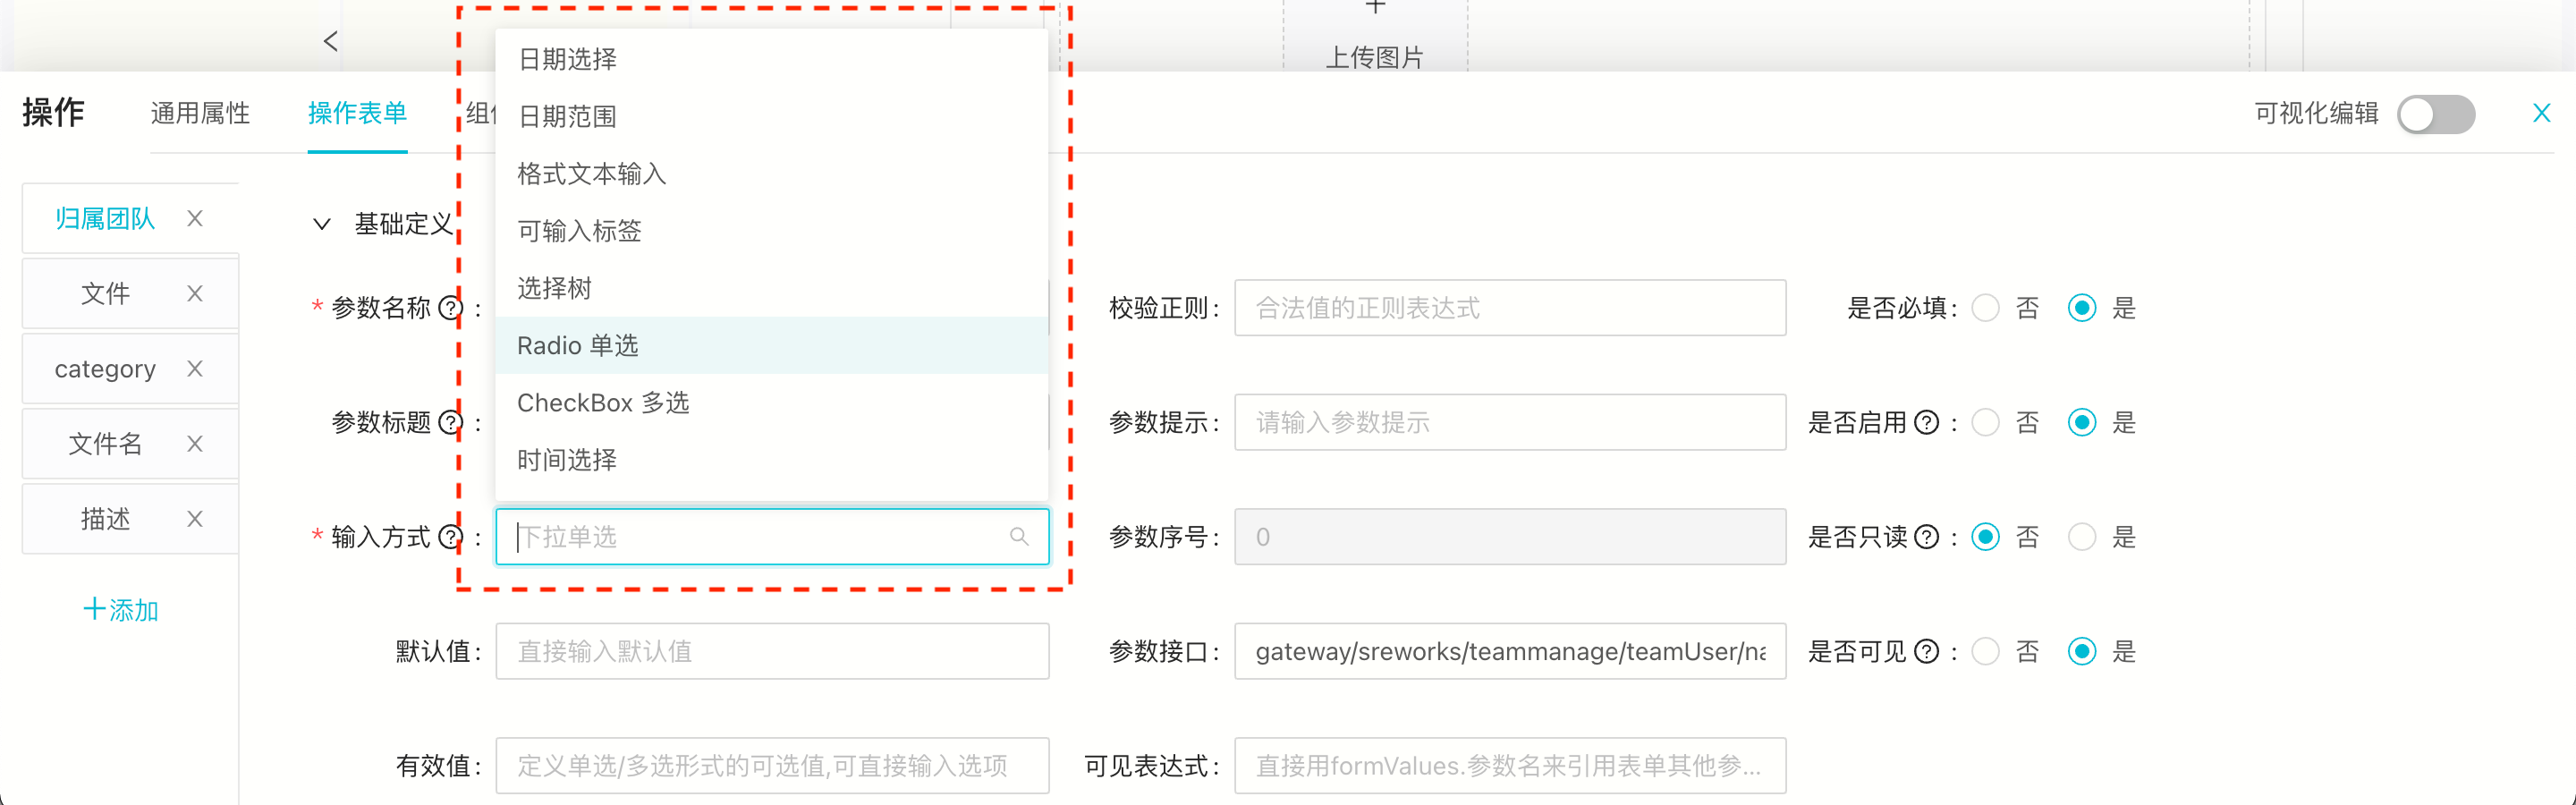 上传图片
操作 通用属性 操作表单 可视化编辑
归属团队
文件
category
文件名
描述
添加
基础定义
日期选择
日期范围
格式文本输入
可输入标签
选择树
Radio 单选
CheckBox 多选
时间选择
* 参数名称 : 校验正则: 合法值的正则表达式 是否必填: 否 是
参数标题 : 参数提示: 请输入参数提示 是否启用 : 否 是
* 输入方式 : 下拉单选 参数序号: 0 是否只读 : 否 是
默认值: 直接输入默认值 参数接口: gateway/sreworks/teammanage/teamUser/na 是否可见 : 否 是
有效值: 定义单选/多选形式的可选值,可直接输入选项 可见表达式: 直接用formValues.参数名来引用表单其他参...